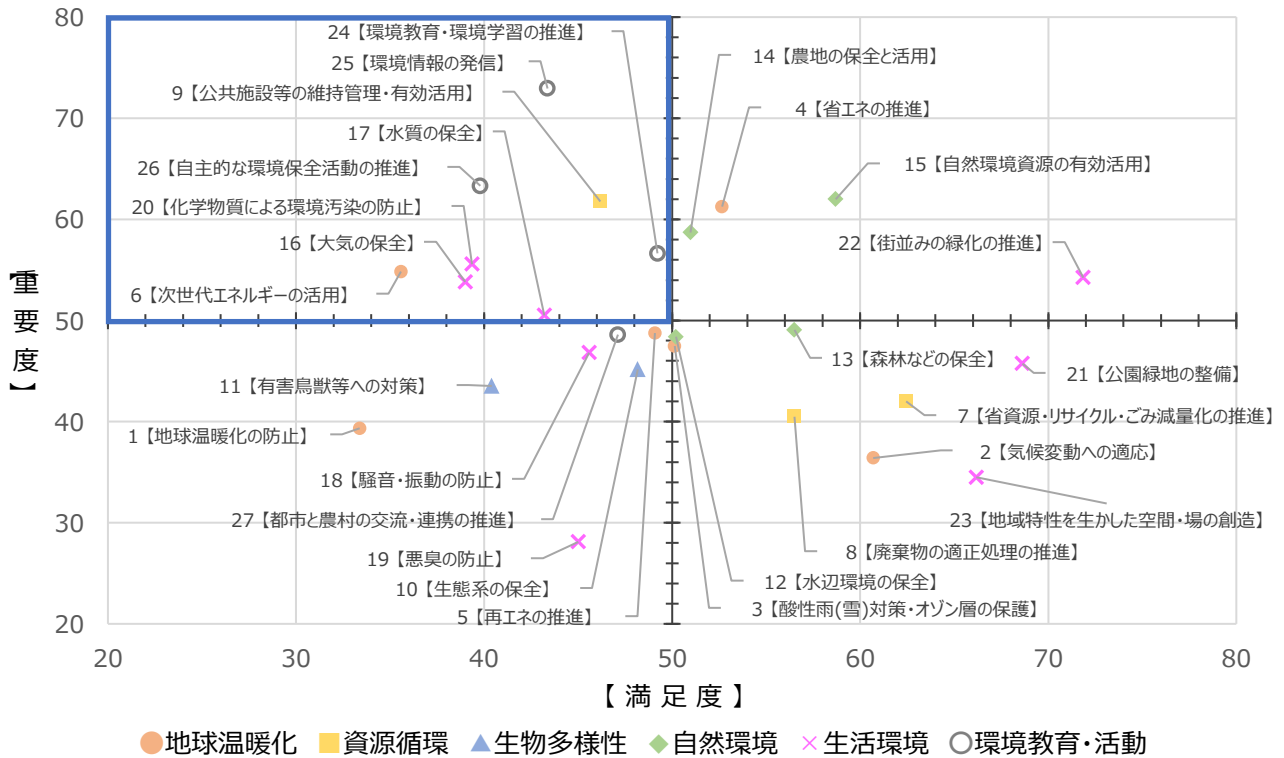 80
70
60
50
40
30
20
20
30
40
50
60
70
80
【重要度】
【 満 足 度 】
24【環境教育・環境学習の推進】
25【環境情報の発信】
9【公共施設等の維持管理・有効活用】
17【水質の保全】
26【自主的な環境保全活動の推進】
20【化学物質による環境汚染の防止】
16【大気の保全】
6【次世代エネルギーの活用】
14【農地の保全と活用】
4【省エネの推進】
15【自然環境資源の有効活用】
22【街並みの緑化の推進】
11【有害鳥獣等への対策】
1【地球温暖化の防止】
18【騒音・振動の防止】
27【都市と農村の交流・連携の推進】
19【悪臭の防止】
10【生態系の保全】
5【再エネの推進】
13【森林などの保全】
21【公園緑地の整備】
7【省資源・リサイクル・ごみ減量化の推進】
2【気候変動への適応】
23【地域特性を生かした空間・場の創造】
8【廃棄物の適正処理の推進】
12【水辺環境の保全】
3【酸性雨(雪)対策・オゾン層の保護】
地球温暖化 資源循環 生物多様性 自然環境 生活環境 環境教育・活動